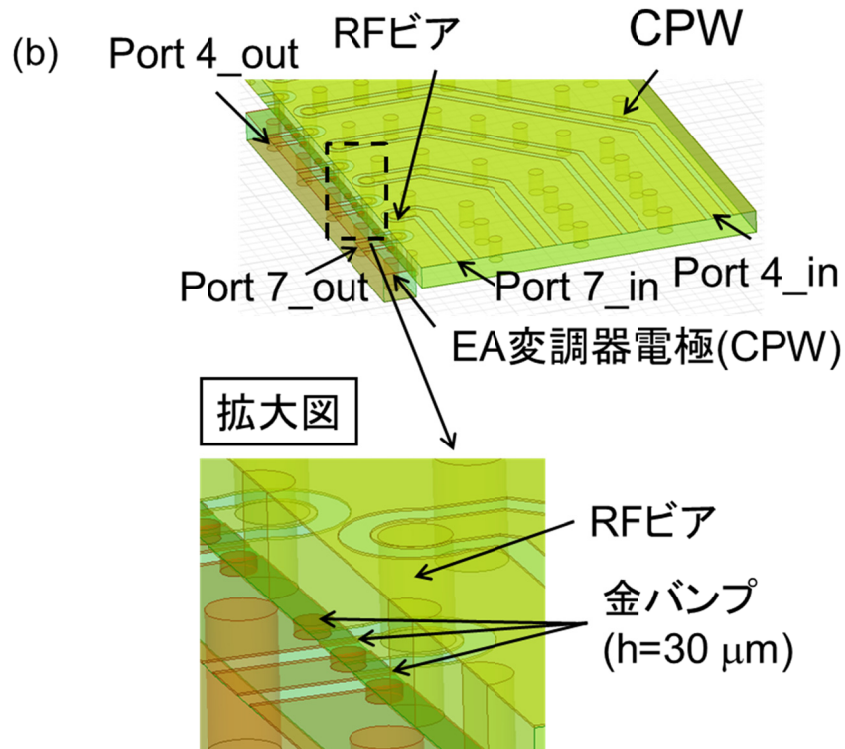 (b)
Port 4_out
RFビア
CPW
Port 7_out
Port 7_in
Port 4_in
EA変調器電極(CPW)
拡大図
RFビア
金バンプ
(h=30 μm)